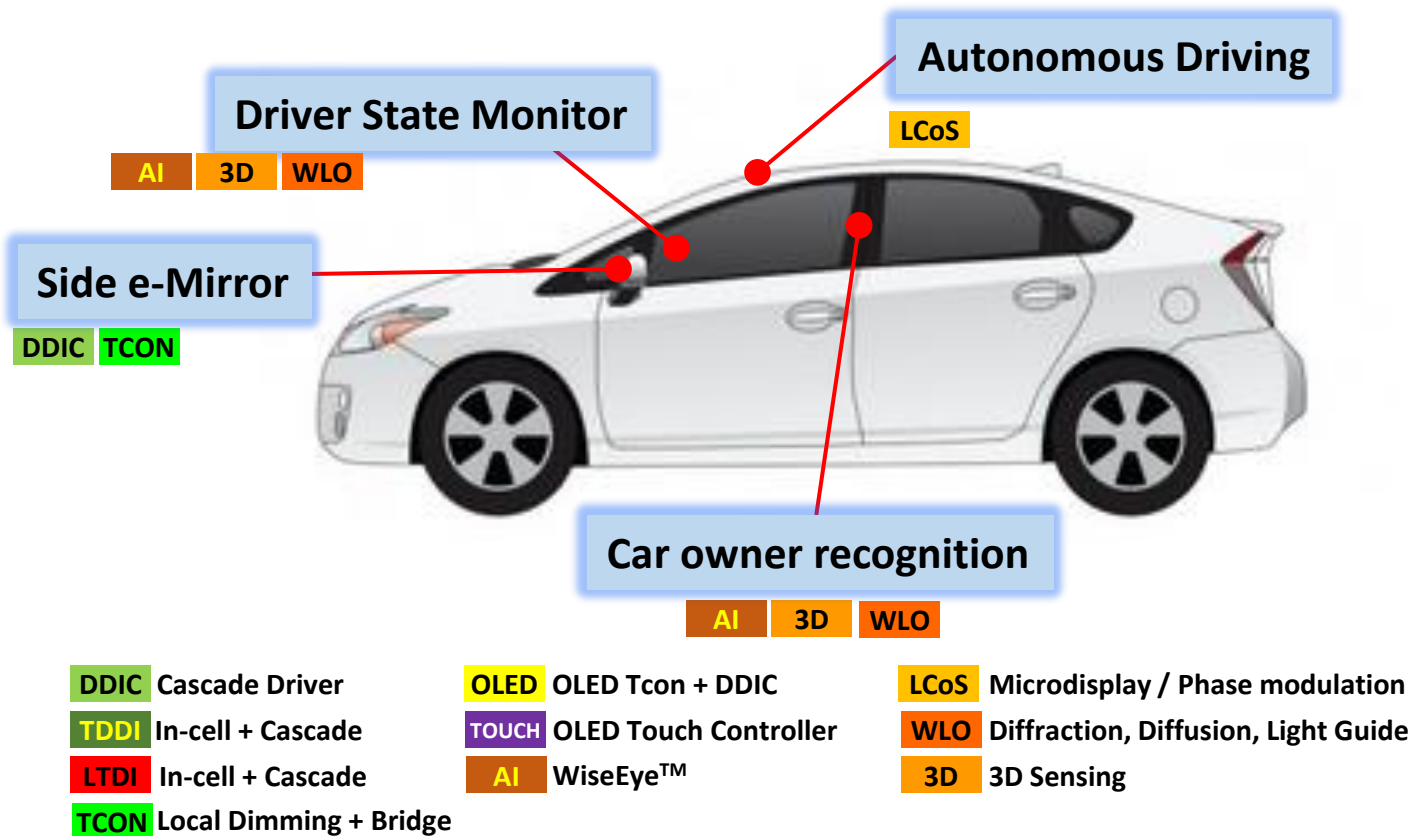 Autonomous Driving
LCoS
Driver State Monitor
AI 3D WLO
Side e-Mirror
DDIC TCON
Car owner recognition
AI 3D WLO
DDIC Cascade Driver
TDDI In-cell + Cascade
LTDI In-cell + Cascade
TCON Local Dimming + Bridge
OLED OLED Tcon + DDIC
TOUCH OLED Touch Controller
AI WiseEye™
LCoS Microdisplay / Phase modulation
WLO Diffraction, Diffusion, Light Guide
3D 3D Sensing